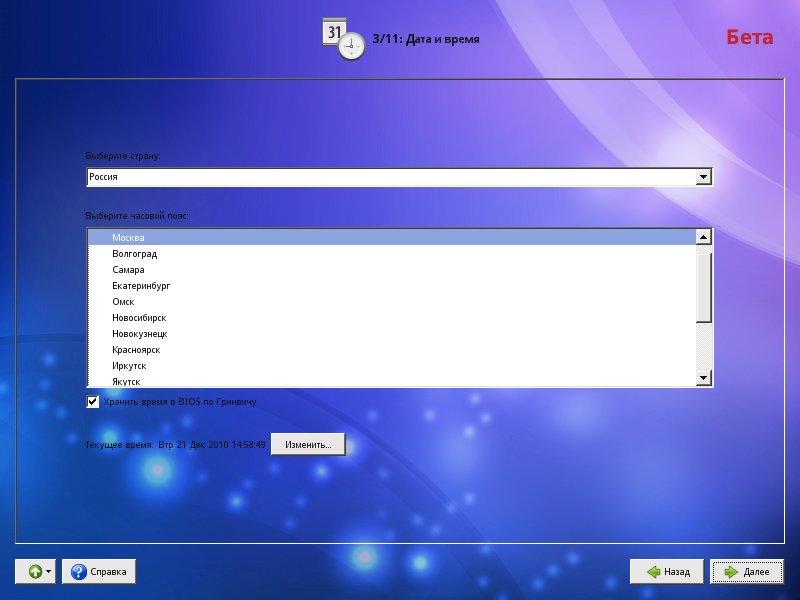 31
3/11: Дата и время
Бета
Выберите страну:
Россия
Выберите часовой пояс:
Москва
Волгоград
Самара
Екатеринбург
Омск
Новосибирск
Новокузнецк
Красноярск
Иркутск
Якутск
Хранить время в BIOS по Гринвичу
Текущее время: Втр 21 Дек 2010 14:58:49 Изменить...
Справка
Назад
Далее